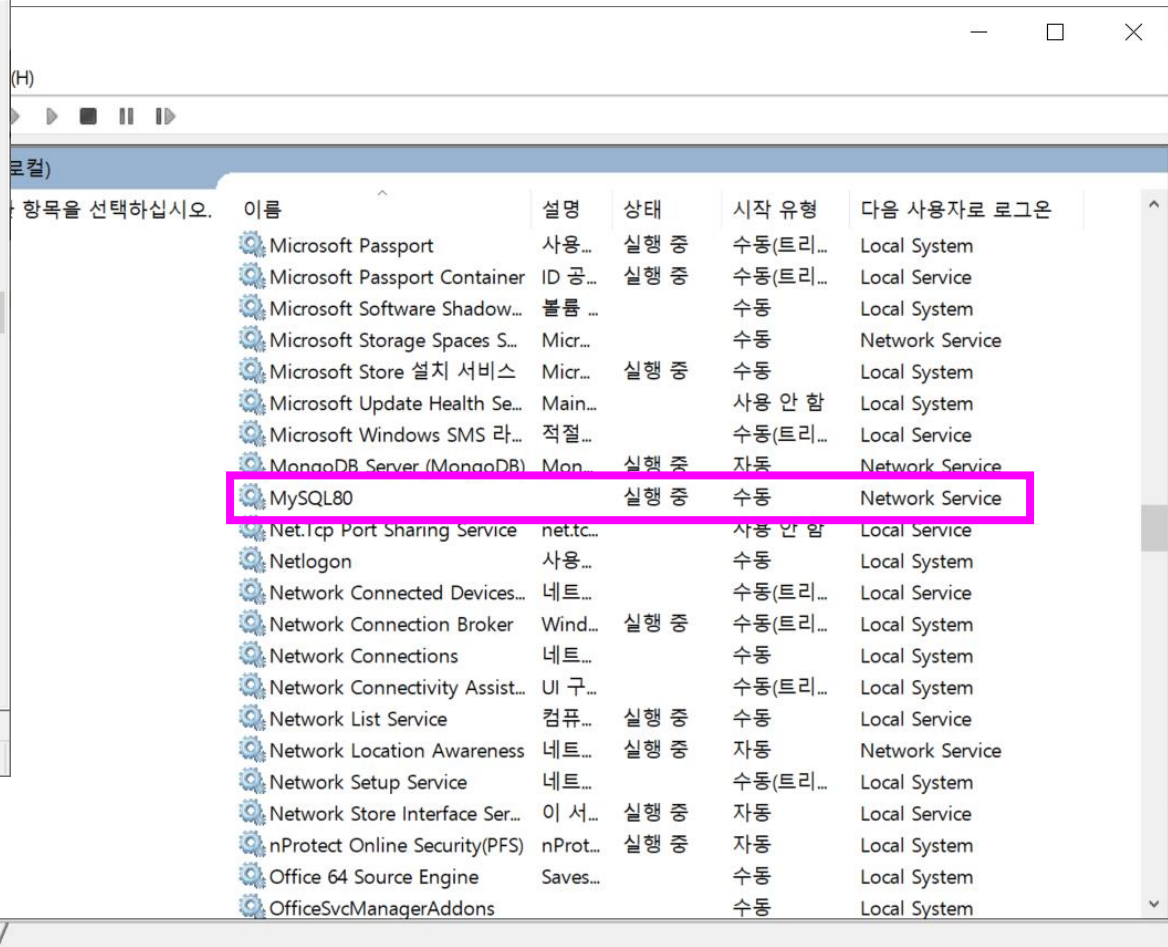 (H)
로컬)
항목을 선택하십시오.
이름 설명 상태 시작 유형 다음 사용자로 로그온
Microsoft Passport 사용... 실행 중 수동(트리... Local System
Microsoft Passport Container ID 공... 실행 중 수동(트리... Local Service
Microsoft Software Shadow... 볼륨 ... 수동 Local System
Microsoft Storage Spaces S... Micr... 수동 Network Service
Microsoft Store 설치 서비스 Micr... 실행 중 수동 Local System
Microsoft Update Health Se... Main... 사용 안 함 Local System
Microsoft Windows SMS 라... 적절... 수동(트리... Local Service
MongoDB Server (MongoDB) Mon... 실행 중 자동 Network Service
MySQL80 실행 중 수동 Network Service
Net.Tcp Port Sharing Service net.tc... 사용 안 함 Local Service
Netlogon 사용... 수동 Local System
Network Connected Devices... 네트... 수동(트리... Local Service
Network Connection Broker Wind... 실행 중 수동(트리... Local System
Network Connections 네트... 수동 Local System
Network Connectivity Assist... UI 구... 수동(트리... Local System
Network List Service 컴퓨... 실행 중 수동 Local Service
Network Location Awareness 네트... 실행 중 자동 Network Service
Network Setup Service 네트... 수동(트리... Local System
Network Store Interface Ser... 이 서... 실행 중 자동 Local Service
nProtect Online Security(PFS) nProt... 실행 중 자동 Local System
Office 64 Source Engine Saves... 수동 Local System
OfficeSvcManagerAddons 수동 Local System